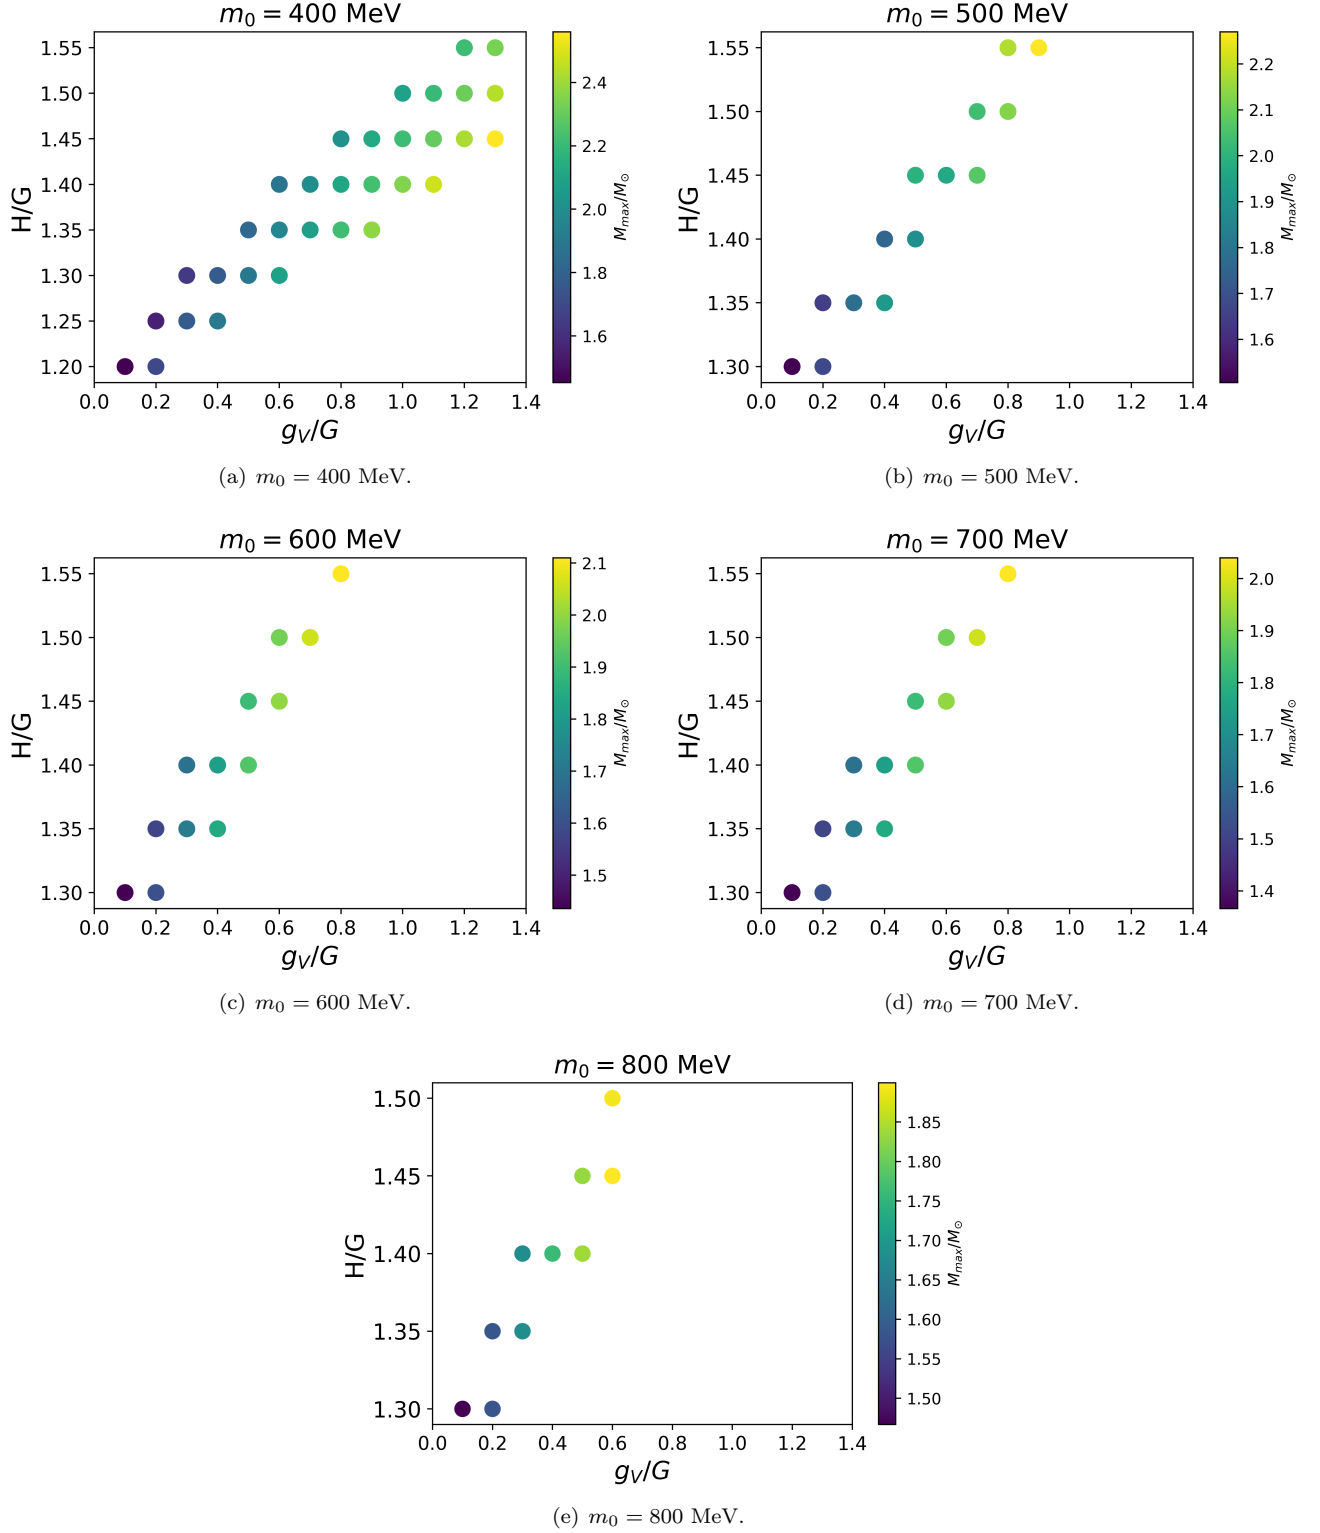 m₀ = 400 MeV
1.55
1.50
1.45
1.40
1.35
1.30
1.25
1.20
H/G
0.0 0.2 0.4 0.6 0.8 1.0 1.2 1.4
g_V/G
2.4
2.2
2.0
1.8
1.6
M_max/M_⊙
(a) m₀ = 400 MeV.
m₀ = 500 MeV
1.55
1.50
1.45
1.40
1.35
1.30
H/G
0.0 0.2 0.4 0.6 0.8 1.0 1.2 1.4
g_V/G
2.2
2.1
2.0
1.9
1.8
1.7
1.6
M_max/M_⊙
(b) m₀ = 500 MeV.
m₀ = 600 MeV
1.55
1.50
1.45
1.40
1.35
1.30
H/G
0.0 0.2 0.4 0.6 0.8 1.0 1.2 1.4
g_V/G
2.1
2.0
1.9
1.8
1.7
1.6
1.5
M_max/M_⊙
(c) m₀ = 600 MeV.
m₀ = 700 MeV
1.55
1.50
1.45
1.40
1.35
1.30
H/G
0.0 0.2 0.4 0.6 0.8 1.0 1.2 1.4
g_V/G
2.0
1.9
1.8
1.7
1.6
1.5
1.4
M_max/M_⊙
(d) m₀ = 700 MeV.
m₀ = 800 MeV
1.50
1.45
1.40
1.35
1.30
H/G
0.0 0.2 0.4 0.6 0.8 1.0 1.2 1.4
g_V/G
1.85
1.80
1.75
1.70
1.65
1.60
1.55
1.50
M_max/M_⊙
(e) m₀ = 800 MeV.